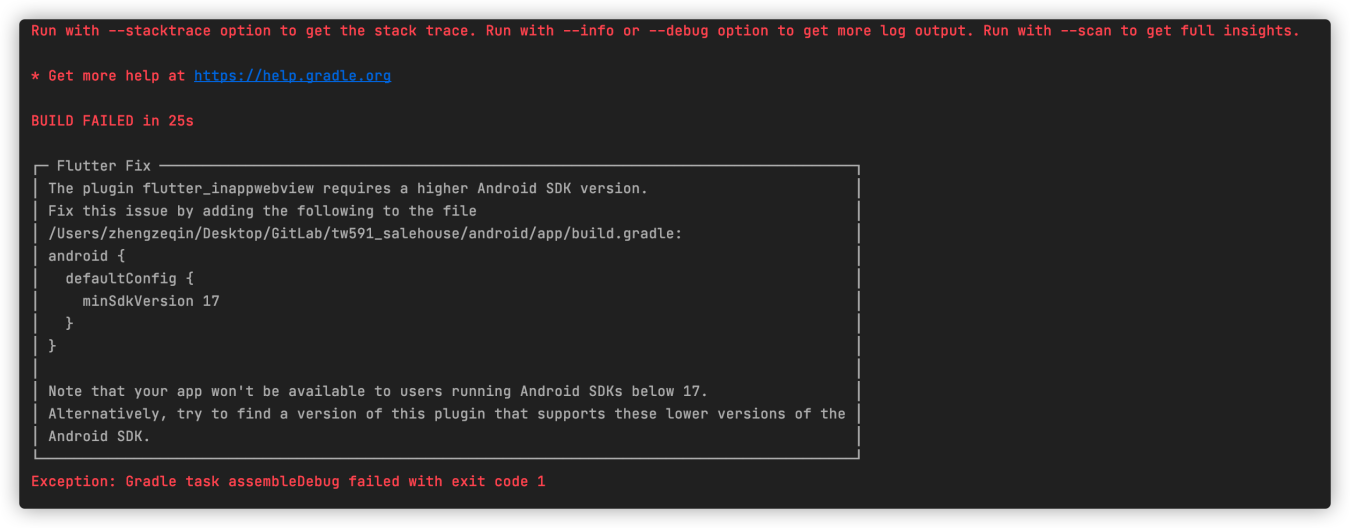 Run with --stacktrace option to get the stack trace. Run with --info or --debug option to get more log output. Run with --scan to get full insights.
* Get more help at https://help.gradle.org
BUILD FAILED in 25s
Flutter Fix
The plugin flutter_inappwebview requires a higher Android SDK version.
Fix this issue by adding the following to the file
/Users/zhengzeqin/Desktop/GitLab/tw591_salehouse/android/app/build.gradle:
android {
  defaultConfig {
    minSdkVersion 17
  }
}
Note that your app won't be available to users running Android SDKs below 17.
Alternatively, try to find a version of this plugin that supports these lower versions of the
Android SDK.
Exception: Gradle task assembleDebug failed with exit code 1